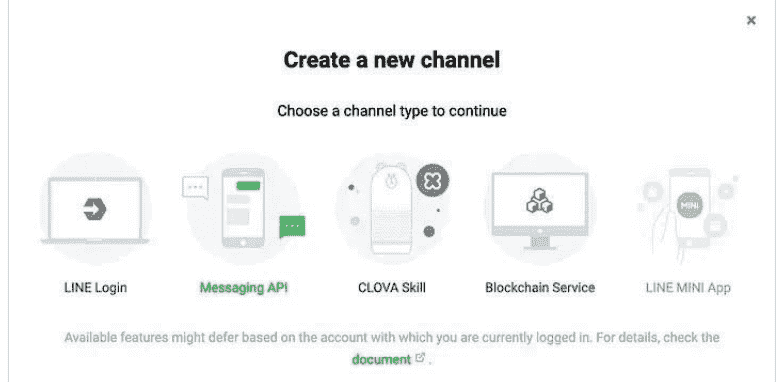 ×
Create a new channel
Choose a channel type to continue
MINI
LINE Login
Messaging API
CLOVA Skill
Blockchain Service
LINE MINI App
Available features might defer based on the account with which you are currently logged in. For details, check the
document .